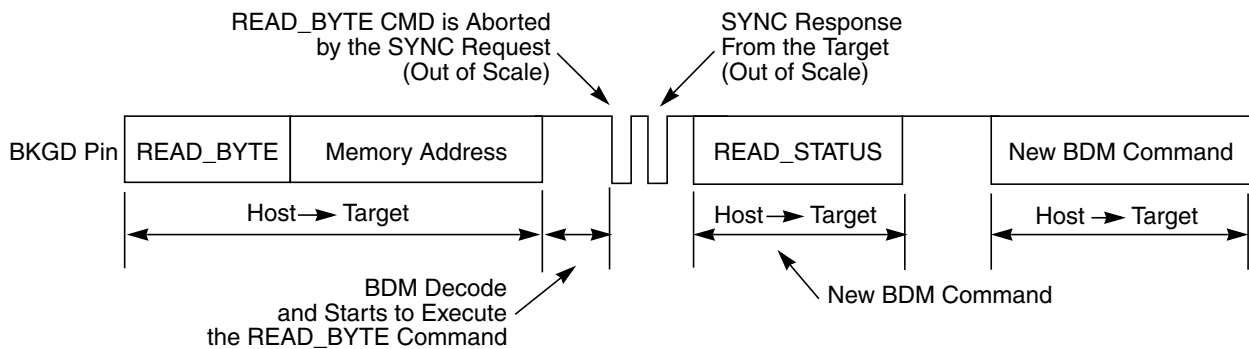 READ_BYTE CMD is Aborted
by the SYNC Request
(Out of Scale)
SYNC Response
From the Target
(Out of Scale)
BKGD Pin
READ_BYTE
Memory Address
READ_STATUS
New BDM Command
Host Target
Host Target
Host Target
BDM Decode
and Starts to Execute
the READ_BYTE Command
New BDM Command